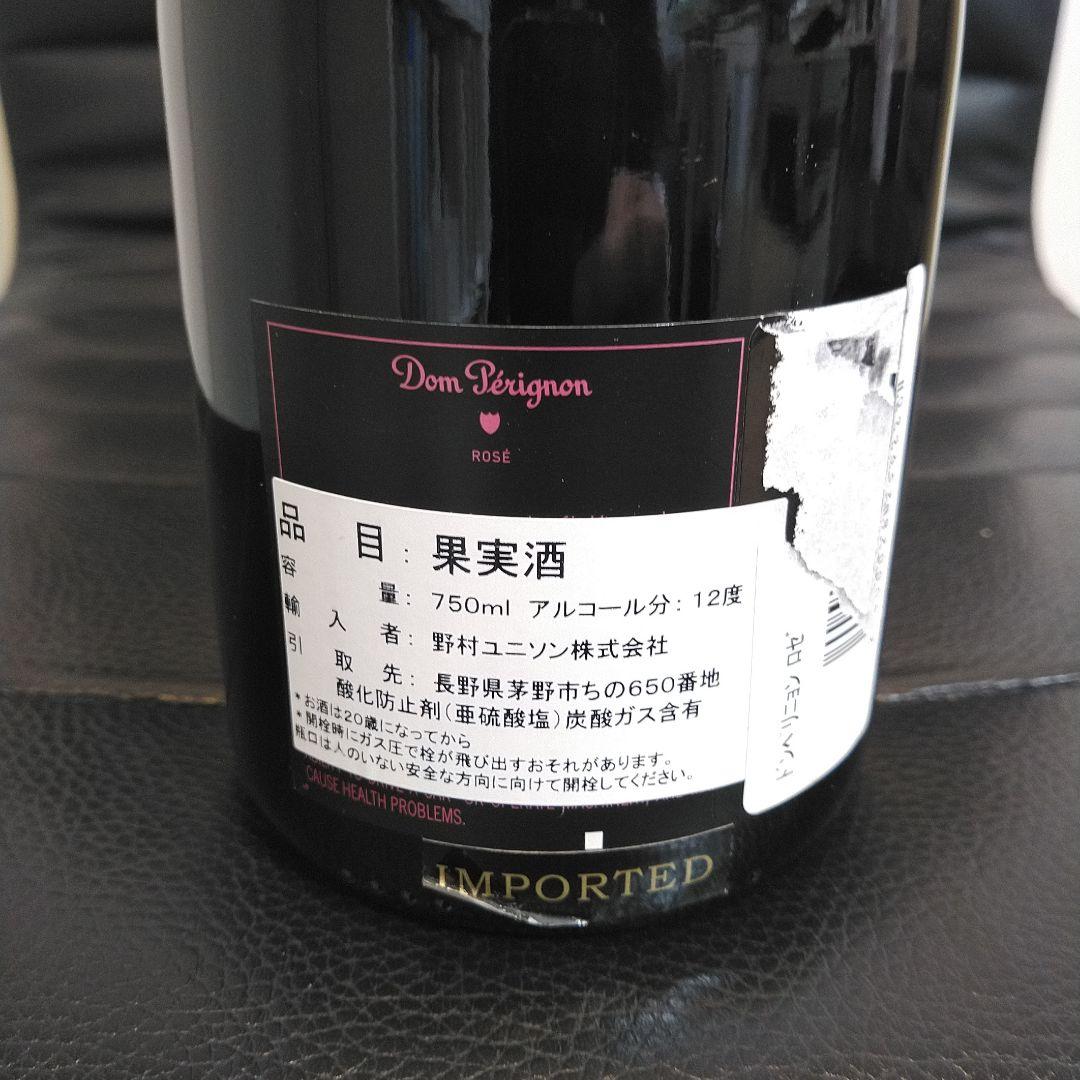 Dom Pérignon
ROSÉ
品目:果実酒
容量:750ml アルコール分:12度
輸入者:野村ユニソン株式会社
引取先:長野県茅野市ちの650番地
酸化防止剤(亜硫酸塩)炭酸ガス含有
*お酒は20歳になってから
*開栓時にガス圧で栓が飛び出すおそれがあります。
瓶口は人のいない安全な方向に向けて開栓してください。
CAUSE HEALTH PROBLEMS.
IMPORTED